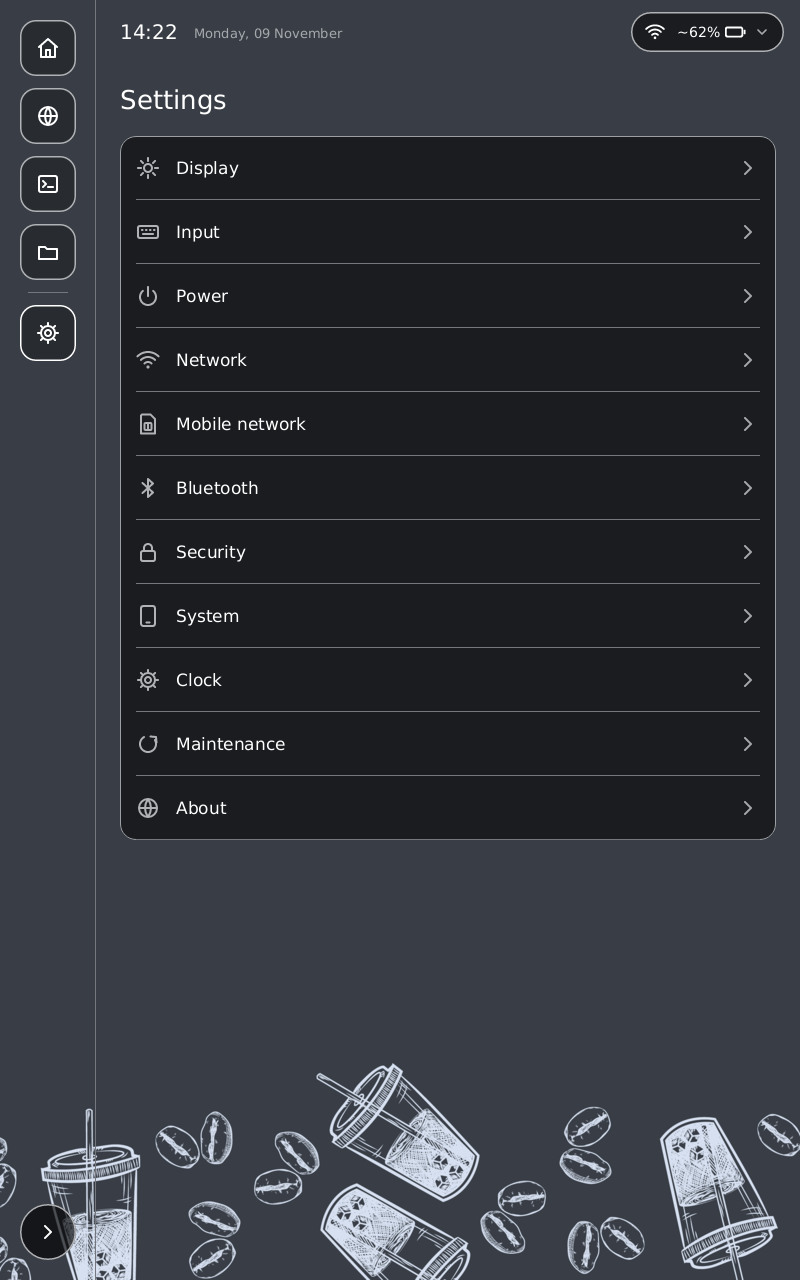 14:22 Monday, 09 November ~62%
Settings
Display
Input
Power
Network
Mobile network
Bluetooth
Security
System
Clock
Maintenance
About